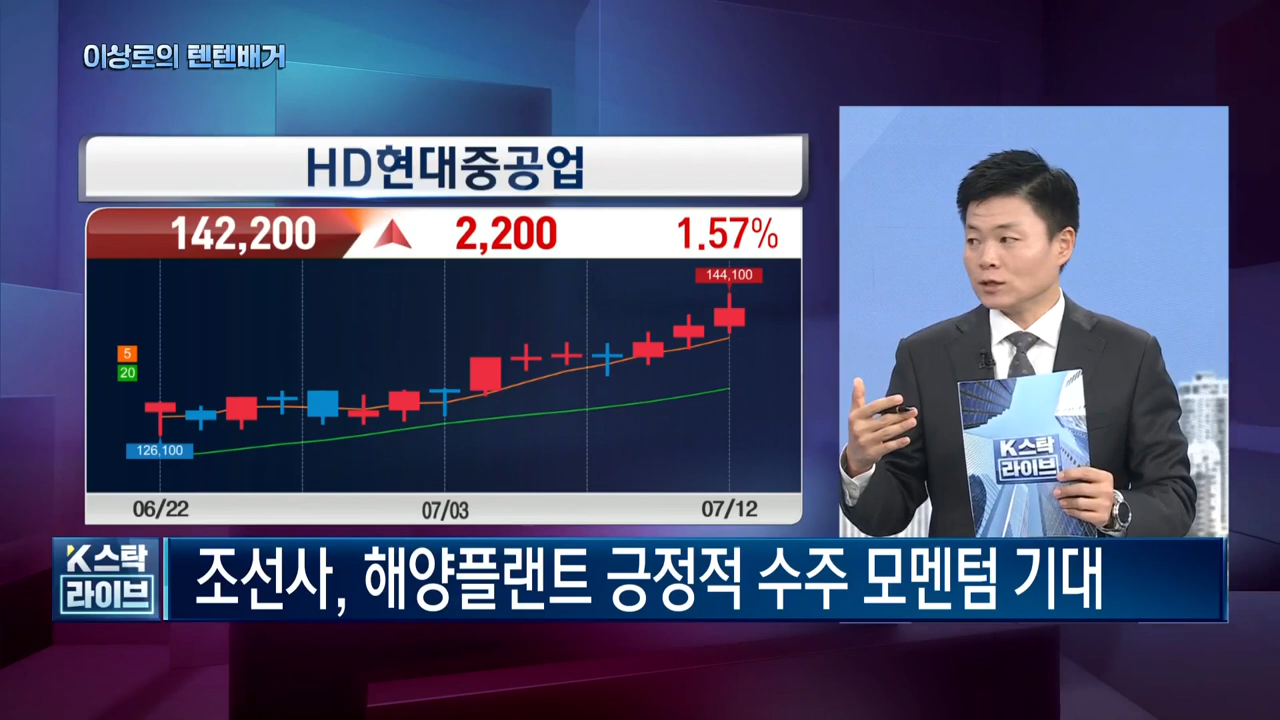 이상로의 텐텐배거
HD현대중공업
142,200 ▲ 2,200 1.57%
144,100
5
20
126,100
06/22 07/03 07/12
K스탁
라이브
K스탁
라이브
조선사, 해양플랜트 긍정적 수주 모멘텀 기대